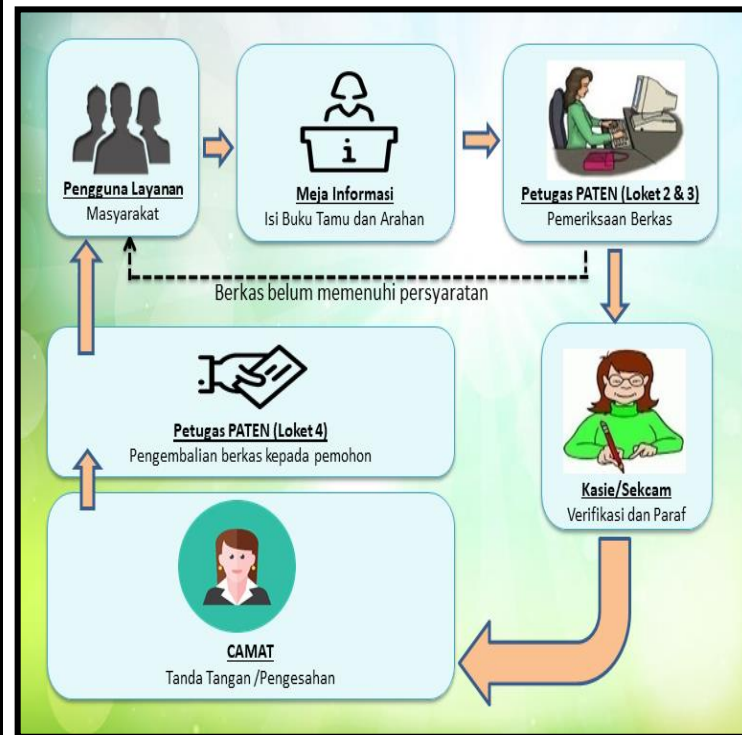 Pengguna Layanan
Masyarakat
i
Meja Informasi
Isi Buku Tamu dan Arahan
Petugas PATEN (Loket 2 & 3)
Pemeriksaan Berkas
Berkas belum memenuhi persyaratan
Kasie/Sekcam
Verifikasi dan Paraf
CAMAT
Tanda Tangan /Pengesahan
Petugas PATEN (Loket 4)
Pengembalian berkas kepada pemohon